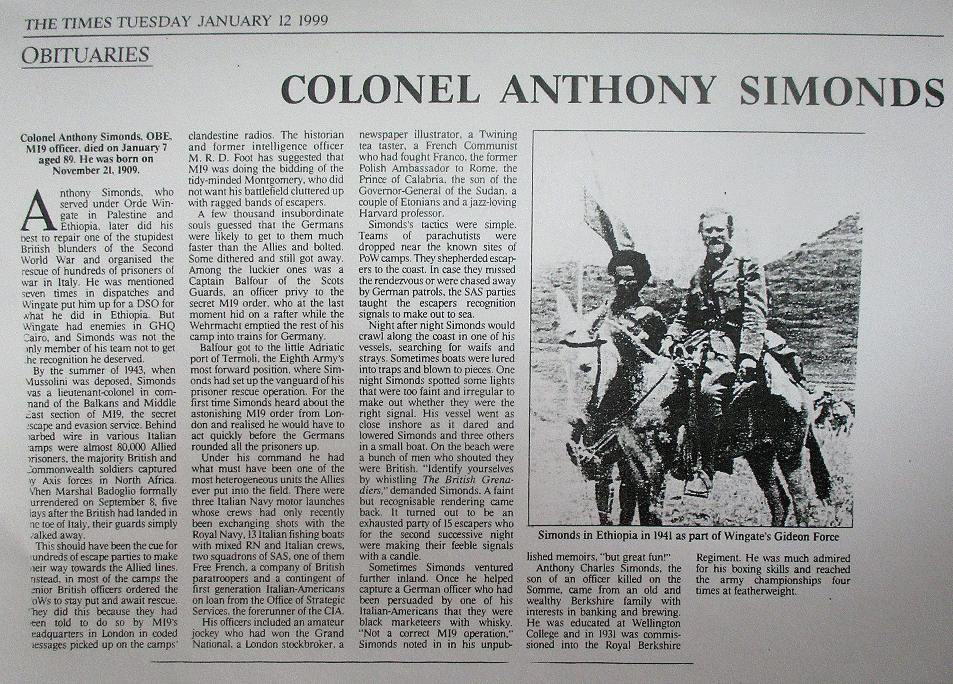 THE TIMES TUESDAY JANUARY 12 1999
OBITUARIES
COLONEL ANTHONY SIMONDS
Colonel Anthony Simonds, OBE,
M19 officer, died on January 7
aged 89. He was born on
November 21, 1909.
Anthony Simonds, who
served under Orde Win-
gate in Palestine and
Ethiopia, later did his
best to repair one of the stupidest
British blunders of the Second
World War and organised the
rescue of hundreds of prisoners of
war in Italy. He was mentioned
seven times in dispatches and
Wingate put him up for a DSO for
what he did in Ethiopia. But
Wingate had enemies in GHQ
Cairo, and Simonds was not the
only member of his team not to get
the recognition he deserved.
By the summer of 1943, when
Mussolini was deposed, Simonds
was a lieutenant-colonel in com-
mand of the Balkans and Middle
East section of M19, the secret
escape and evasion service. Behind
barbed wire in various Italian
camps were almost 80,000 Allied
prisoners, the majority British and
Commonwealth soldiers captured
by Axis forces in North Africa.
When Marshal Badoglio formally
surrendered on September 8, five
days after the British had landed in
the toe of Italy, their guards simply
walked away.
This should have been the cue for
hundreds of escape parties to make
their way towards the Allied lines.
Instead, in most of the camps the
senior British officers ordered the
PoWs to stay put and await rescue.
They did this because they had
been told to do so by M19's
headquarters in London in coded
messages picked up on the camps'
clandestine radios. The historian
and former intelligence officer
M. R. D. Foot has suggested that
M19 was doing the bidding of the
tidy-minded Montgomery, who did
not want his battlefield cluttered up
with ragged bands of escapers.
A few thousand insubordinate
souls guessed that the Germans
were likely to get to them much
faster than the Allies and bolted.
Some dithered and still got away.
Among the luckier ones was a
Captain Balfour of the Scots
Guards, an officer privy to the
secret M19 order, who at the last
moment hid on a rafter while the
Wehrmacht emptied the rest of his
camp into trains for Germany.
Balfour got to the little Adriatic
port of Termoli, the Eighth Army's
most forward position, where Sim-
onds had set up the vanguard of his
prisoner rescue operation. For the
first time Simonds heard about the
astonishing M19 order from Lon-
don and realised he would have to
act quickly before the Germans
rounded all the prisoners up.
Under his command he had
what must have been one of the
most heterogeneous units the Allies
ever put into the field. There were
three Italian Navy motor launches
whose crews had only recently
been exchanging shots with the
Royal Navy, 13 Italian fishing boats
with mixed RN and Italian crews,
two squadrons of SAS, one of them
Free French, a company of British
paratroopers and a contingent of
first generation Italian-Americans
on loan from the Office of Strategic
Services, the forerunner of the CIA.
His officers included an amateur
jockey who had won the Grand
National, a London stockbroker, a
newspaper illustrator, a Twining
tea taster, a French Communist
who had fought Franco, the former
Polish Ambassador to Rome, the
Prince of Calabria, the son of the
Governor-General of the Sudan, a
couple of Etonians and a jazz-loving
Harvard professor.
Simonds's tactics were simple.
Teams of parachutists were
dropped near the known sites of
PoW camps. They shepherded escap-
ers to the coast. In case they missed
the rendezvous or were chased away
by German patrols, the SAS parties
taught the escapers recognition
signals to make out to sea.
Night after night Simonds would
crawl along the coast in one of his
vessels, searching for waifs and
strays. Sometimes boats were lured
into traps and blown to pieces. One
night Simonds spotted some lights
that were too faint and irregular to
make out whether they were the
right signal. His vessel went as
close inshore as it dared and
lowered Simonds and three others
in a small boat. On the beach were
a bunch of men who shouted they
were British. "Identify yourselves
by whistling The British Grena-
diers," demanded Simonds. A faint
but recognisable rendering came
back. It turned out to be an
exhausted party of 15 escapers who
for the second successive night
were making their feeble signals
with a candle.
Sometimes Simonds ventured
further inland. Once he helped
capture a German officer who had
been persuaded by one of his
Italian-Americans that they were
black marketeers with whisky.
"Not a correct M19 operation,"
Simonds noted in in his unpub-
Simonds in Ethiopia in 1941 as part of Wingate's Gideon Force
lished memoirs, "but great fun!"
Anthony Charles Simonds, the
son of an officer killed on the
Somme, came from an old and
wealthy Berkshire family with
interests in banking and brewing.
He was educated at Wellington
College and in 1931 was commis-
sioned into the Royal Berkshire
Regiment. He was much admired
for his boxing skills and reached
the army championships four
times at featherweight.